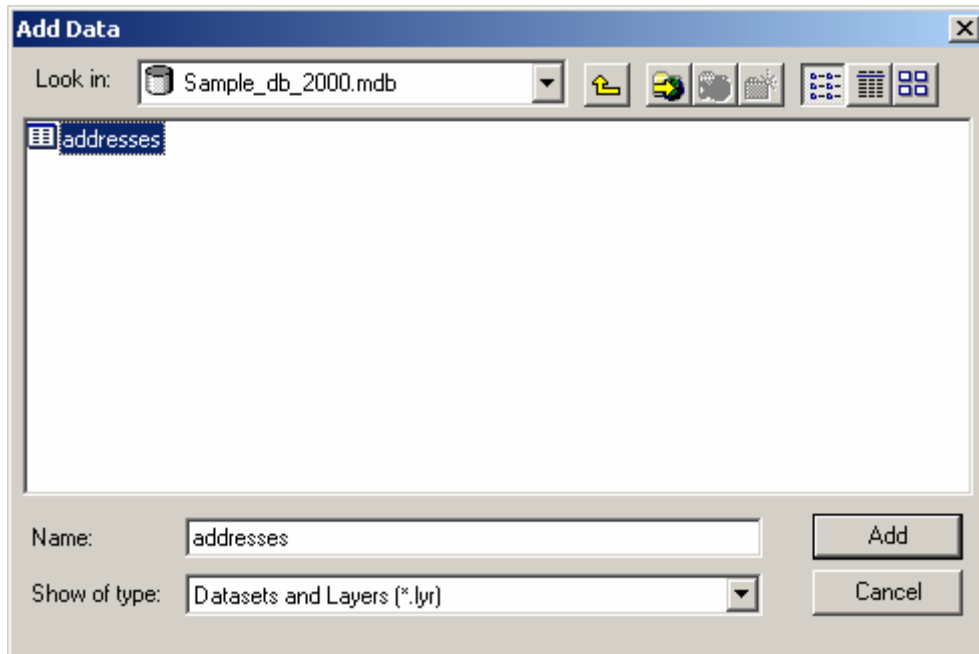 Add Data
Look in: Sample_db_2000.mdb
addresses
Name: addresses Add
Show of type: Datasets and Layers (*.lyr) Cancel